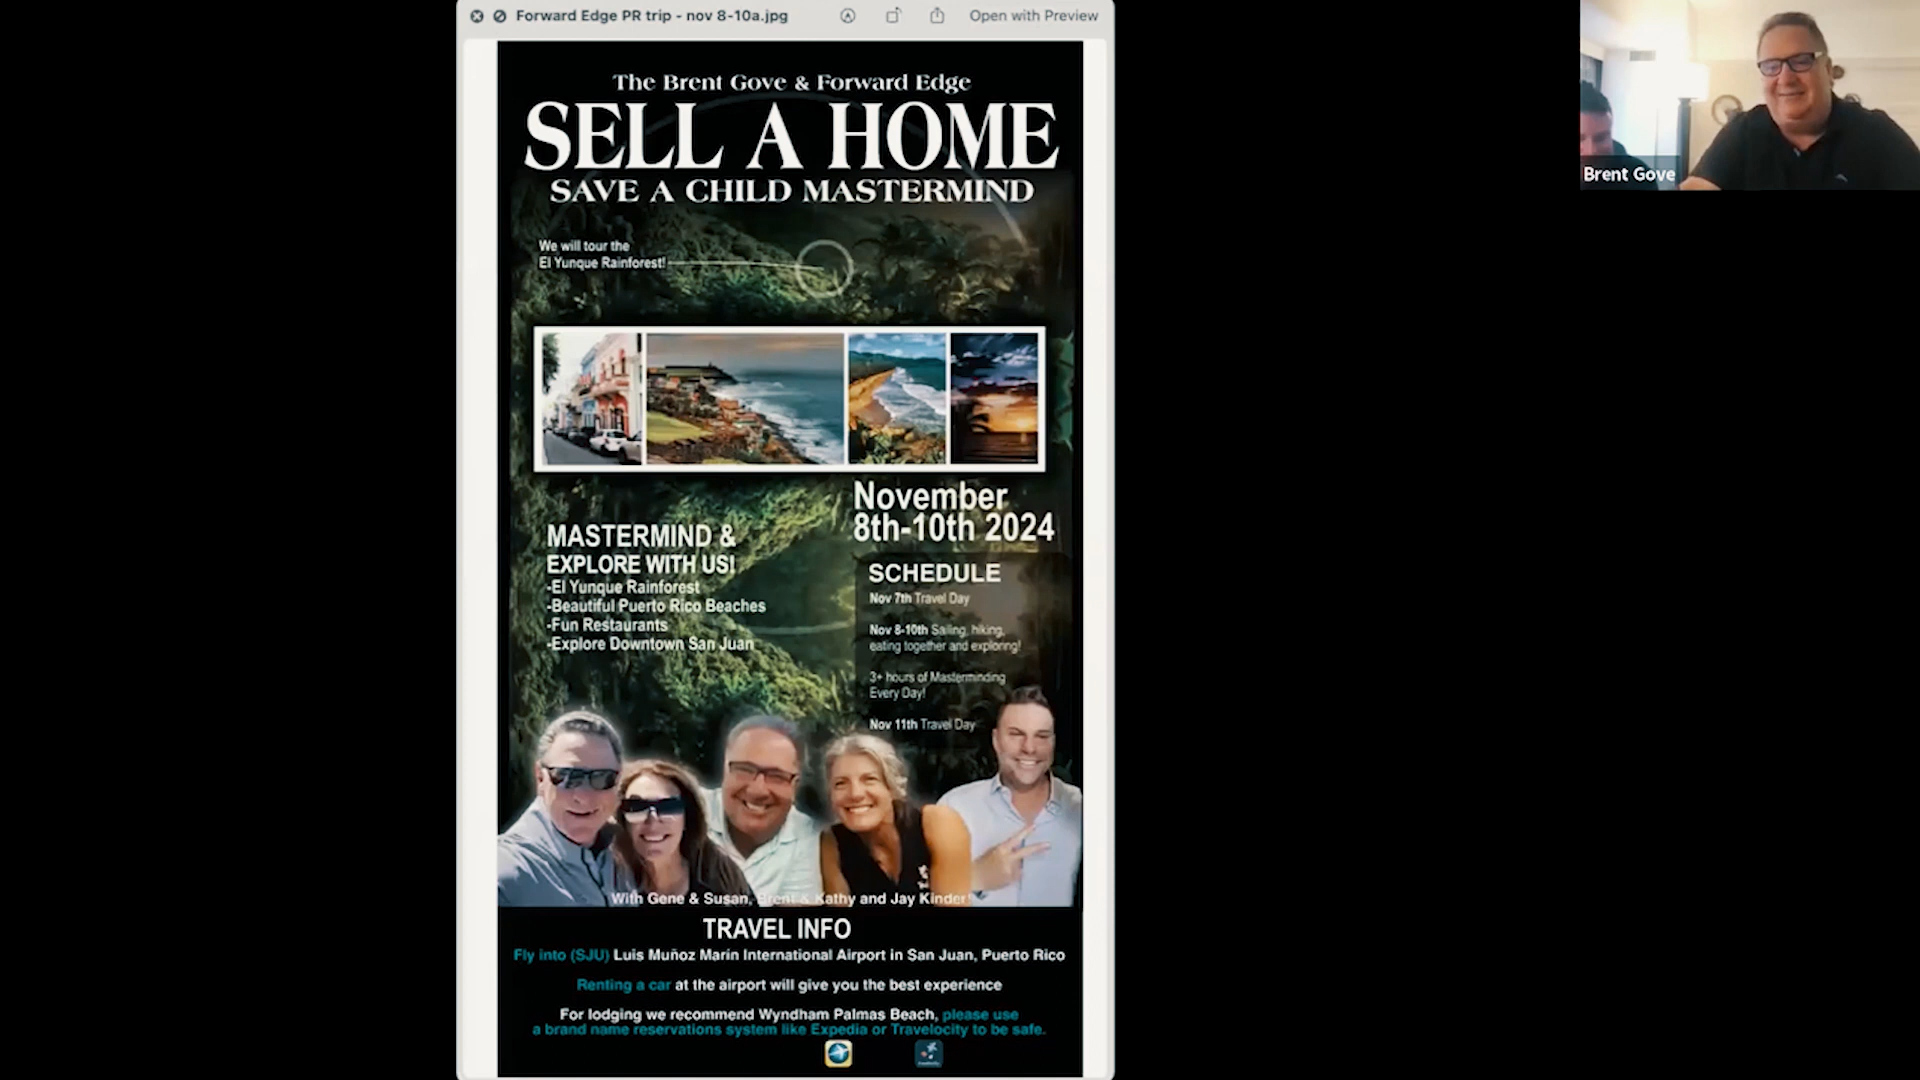 Forward Edge PR trip - nov 8-10a.jpg
Open with Preview
The Brent Gove & Forward Edge
SELL A HOME
SAVE A CHILD MASTERMIND
We will tour the
El Yunque Rainforest!
November
8th-10th 2024
MASTERMIND &
EXPLORE WITH US!
-El Yunque Rainforest
-Beautiful Puerto Rico Beaches
-Fun Restaurants
-Explore Downtown San Juan
SCHEDULE
Nov 7th Travel Day
Nov 8-10th Sailing, hiking,
eating together and exploring!
3+ hours of Masterminding
Every Day!
Nov 11th Travel Day
With Gene & Susan, Brent & Kathy and Jay Kinder!
TRAVEL INFO
Fly into (SJU) Luis Muñoz Marin International Airport in San Juan, Puerto Rico
Renting a car at the airport will give you the best experience
For lodging we recommend Wyndham Palmas Beach, please use
a brand name reservations system like Expedia or Travelocity to be safe.
Brent Gove